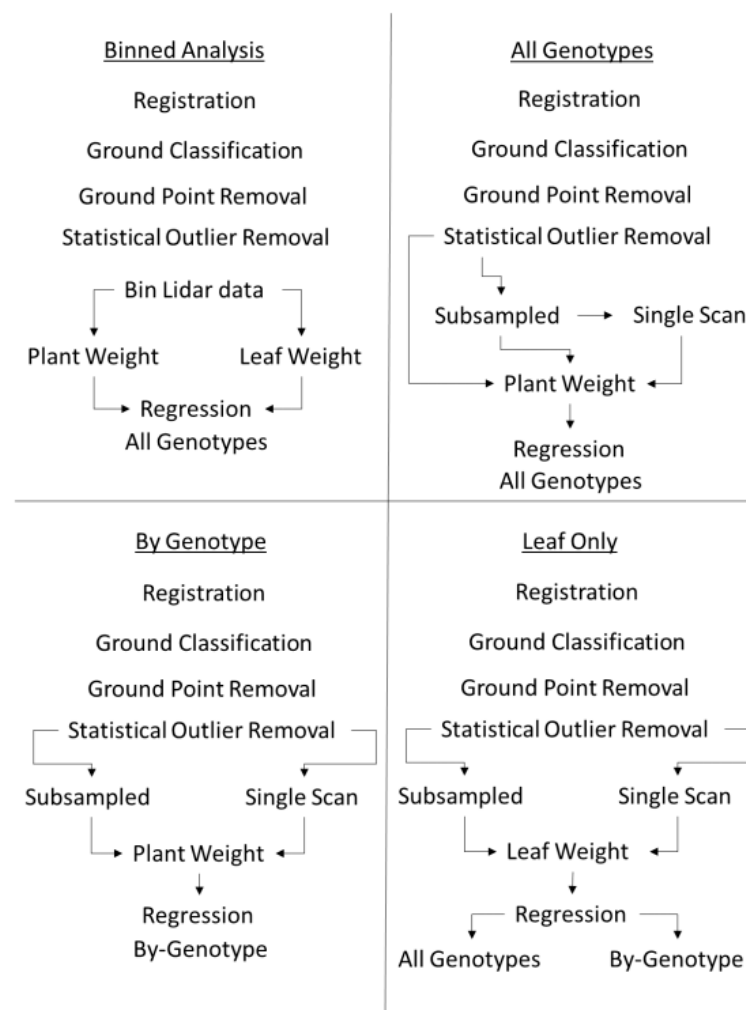 Binned Analysis
Registration
Ground Classification
Ground Point Removal
Statistical Outlier Removal
Bin Lidar data
Plant Weight Leaf Weight
Regression
All Genotypes
All Genotypes
Registration
Ground Classification
Ground Point Removal
Statistical Outlier Removal
Subsampled Single Scan
Plant Weight
Regression
All Genotypes
By Genotype
Registration
Ground Classification
Ground Point Removal
Statistical Outlier Removal
Subsampled Single Scan
Plant Weight
Regression
By-Genotype
Leaf Only
Registration
Ground Classification
Ground Point Removal
Statistical Outlier Removal
Subsampled Single Scan
Leaf Weight
Regression
All Genotypes By-Genotype